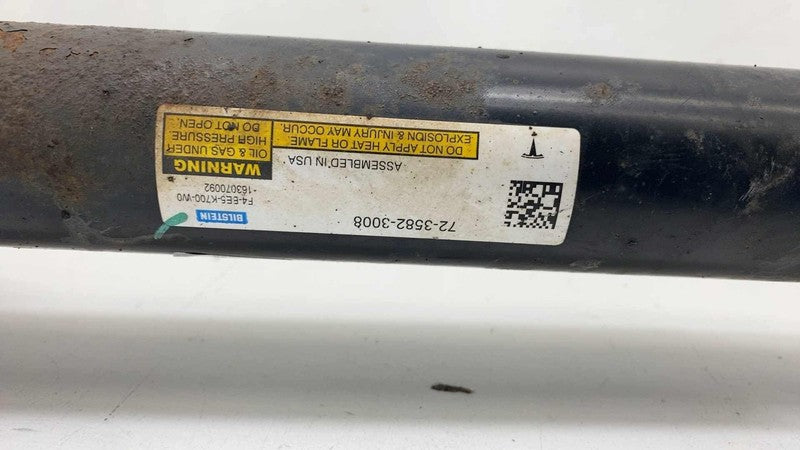 72-3582-3008
BILSTEIN
F4-EE5-K700-W0
-163070092
ASSEMBLED IN USA
WARNING
OIL & GAS UNDER
HIGH PRESSURE.
DO NOT OPEN.
DO NOT APPLY HEAT OR FLAME.
EXPLOSION & INJURY MAY OCCUR.